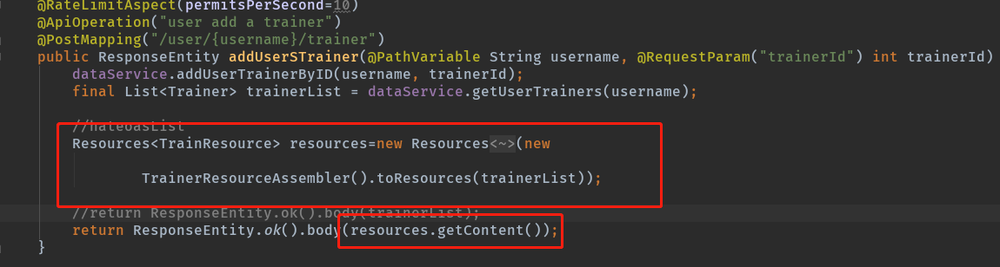 @RateLimitAspect(permitsPerSecond=10)
@ApiOperation("user add a trainer")
@PostMapping("/user/{username}/trainer")
public ResponseEntity addUserSTrainer(@PathVariable String username, @RequestParam("trainerId") int trainerId)
dataService.addUserTrainerByID(username, trainerId);
final List<Trainer> trainerList = dataService.getUserTrainers(username);
//hateoasList
Resources<TrainResource> resources=new Resources<~>(new
TrainerResourceAssembler().toResources(trainerList));
//return ResponseEntity.ok().body(trainerList);
return ResponseEntity.ok().body(resources.getContent());
}